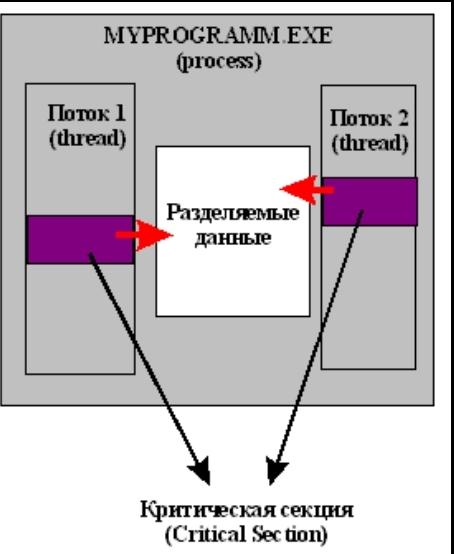 MYPROGRAMM.EXE
(process)
Поток 1
(thread)
Поток 2
(thread)
Разделяемые
данные
Критическая секция
(Critical Section)